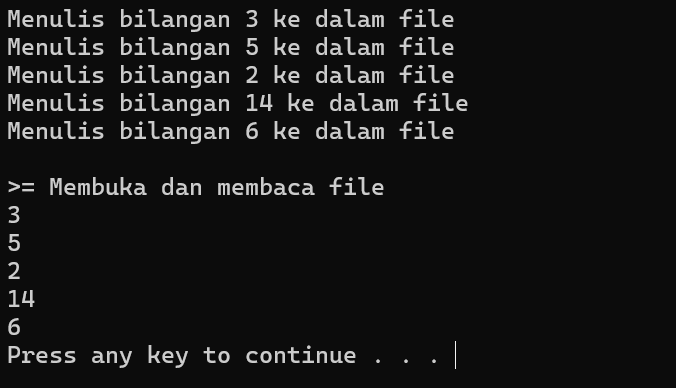 Menulis bilangan 3 ke dalam file
Menulis bilangan 5 ke dalam file
Menulis bilangan 2 ke dalam file
Menulis bilangan 14 ke dalam file
Menulis bilangan 6 ke dalam file
>= Membuka dan membaca file
3
5
2
14
6
Press any key to continue . . .